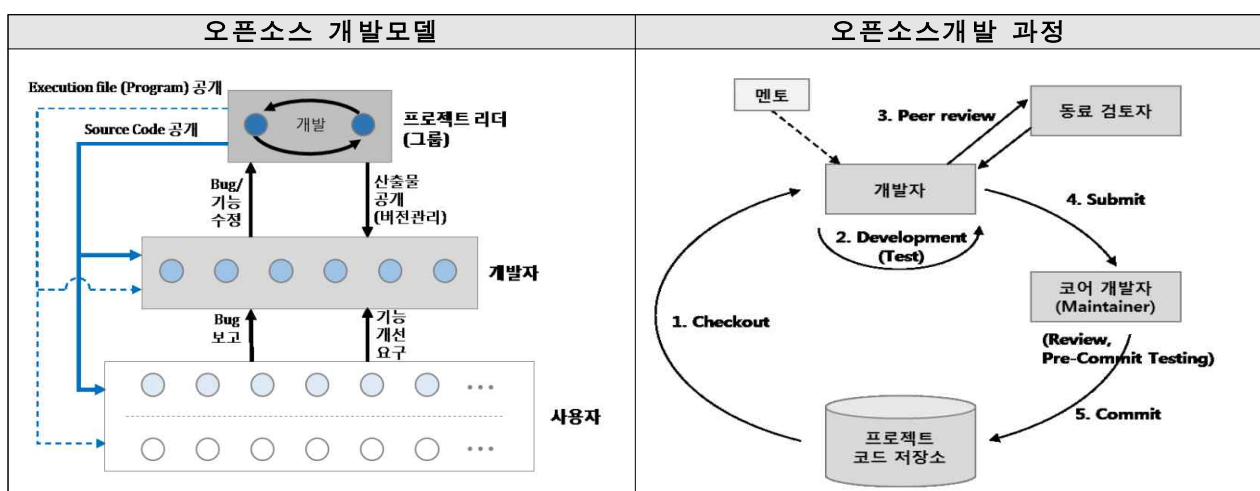 오픈소스 개발모델
Execution file (Program) 공개
Source Code 공개
개발
프로젝트 리더
(그룹)
Bug/
기능
수정
산출물
공개
(버전관리)
개발자
Bug
보고
기능
개선
요구
사용자
오픈소스개발 과정
멘토
3. Peer review
동료 검토자
개발자
4. Submit
2. Development
(Test)
코어 개발자
(Maintainer)
1. Checkout
(Review,
Pre-Commit Testing)
5. Commit
프로젝트
코드 저장소